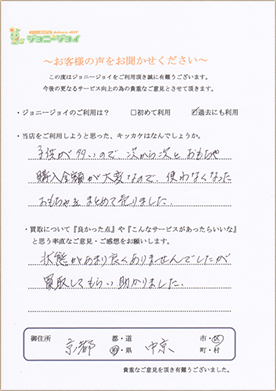 ジョニージョイ
〜お客様の声をお聞かせください〜
この度はジョニージョイをご利用頂き誠に有難うございます。
今後の更なるサービス向上の為の貴重なご意見とさせて頂きます。
・ジョニージョイのご利用は? □初めて利用 ☑過去にも利用
・当店をご利用しようと思った、キッカケはなんでしょうか。
子供が多いので、次から次と おもちゃ
購入金額が大変なので、使わなくなった
おもちゃを まとめて売りました。
・買取について『良かった点』や『こんなサービスがあったらいいな』
と思う率直なご意見・ご感想をお願いします。
状態があまり良くありませんでしたが
買取してもらい 助かりました。
御住所 京都 都・道 府・県 中京 市・区 町・村
貴重なご意見を頂き有難うございました。